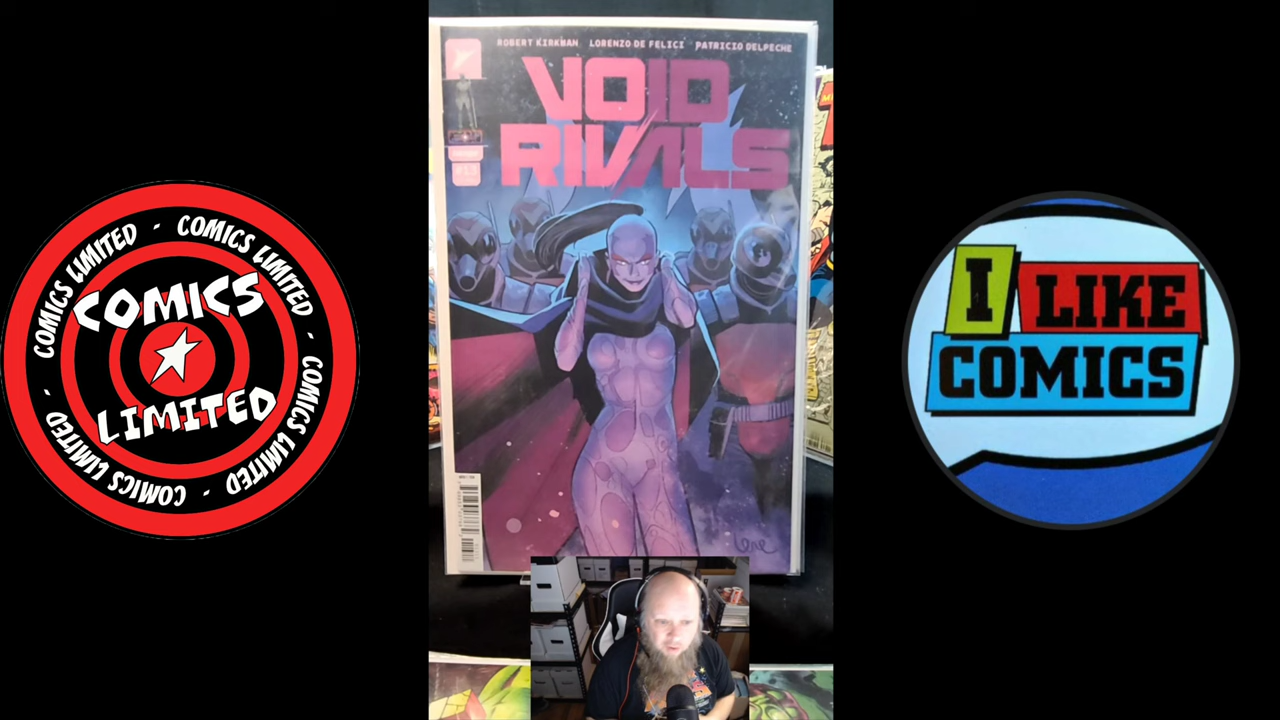 COMICS LIMITED - COMICS LIMITED - COMICS LIMITED - COMICS LIMITED -
COMICS
LIMITED
ROBERT KIRKMAN LORENZO DE FELICI PATRICIO DELPECHE
VOID
RIVALS
I LIKE
COMICS